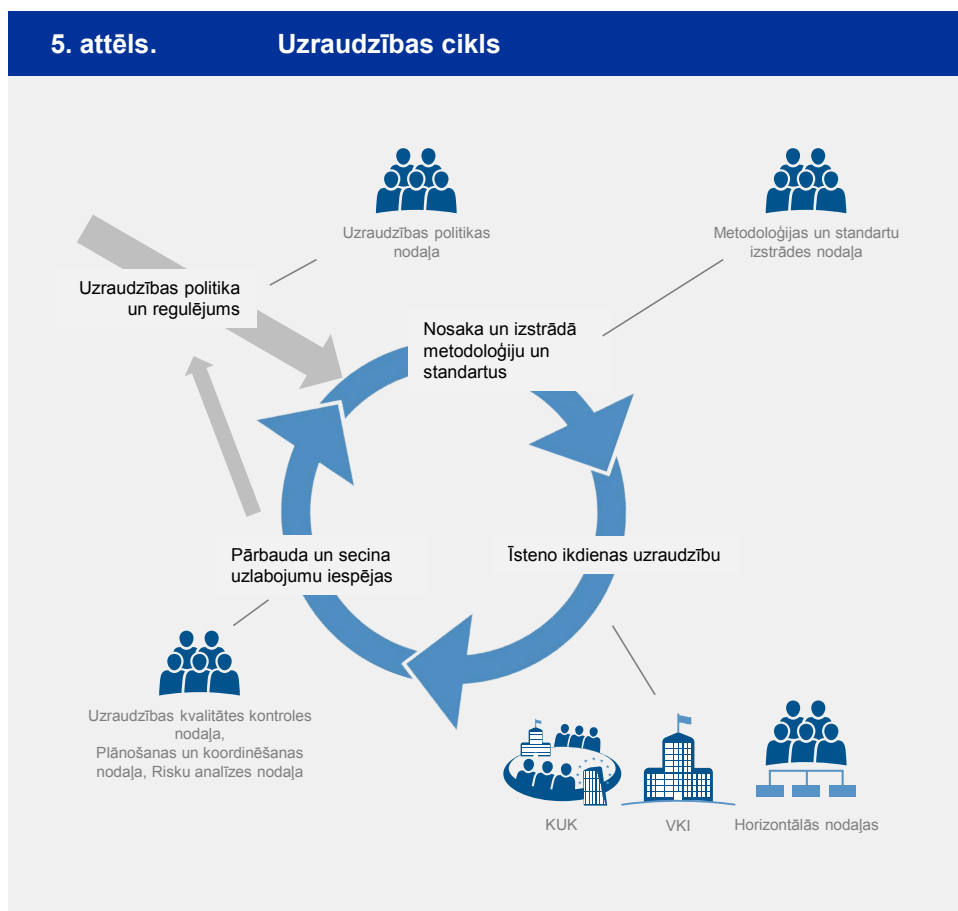 5. attēls. Uzraudzības cikls
Uzraudzības politikas
nodaļa
Metodoloģijas un standartu
izstrādes nodaļa
Uzraudzības politika
un regulējums
Nosaka un izstrādā
metodoloģiju un
standartus
Pārbauda un secina
uzlabojumu iespējas
Īsteno ikdienas uzraudzību
Uzraudzības kvalitātes kontroles
nodaļa,
Plānošanas un koordinēšanas
nodaļa, Risku analīzes nodaļa
KUK
VKI
Horizontālās nodaļas